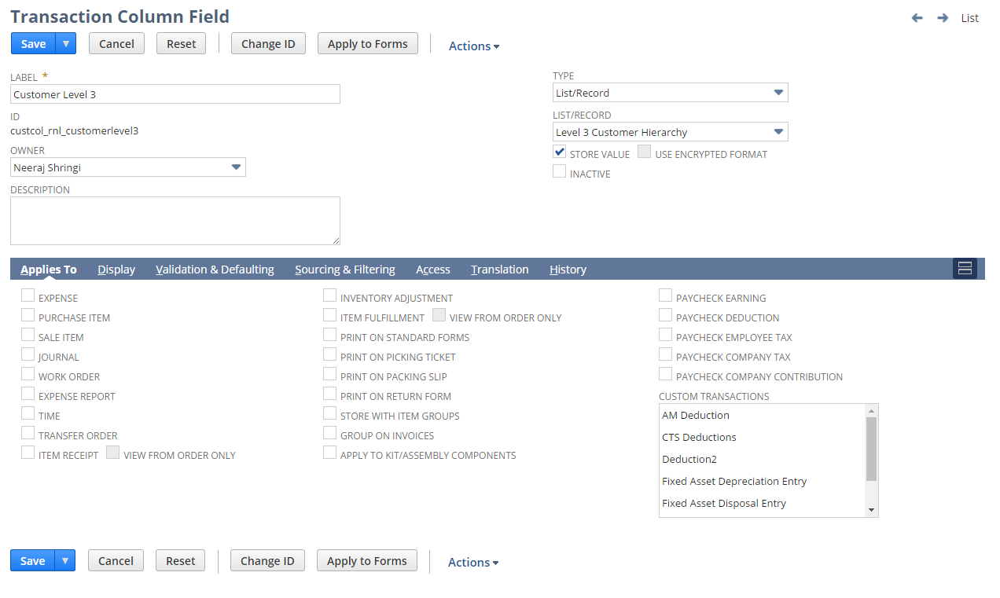 Transaction Column Field
List
Save Cancel Reset Change ID Apply to Forms Actions
LABEL *
Customer Level 3
ID
custcol_rnl_customerlevel3
OWNER
Neeraj Shringi
DESCRIPTION
TYPE
List/Record
LIST/RECORD
Level 3 Customer Hierarchy
STORE VALUE USE ENCRYPTED FORMAT
INACTIVE
Applies To Display Validation & Defaulting Sourcing & Filtering Access Translation History
EXPENSE
PURCHASE ITEM
SALE ITEM
JOURNAL
WORK ORDER
EXPENSE REPORT
TIME
TRANSFER ORDER
ITEM RECEIPT VIEW FROM ORDER ONLY
INVENTORY ADJUSTMENT
ITEM FULFILLMENT VIEW FROM ORDER ONLY
PRINT ON STANDARD FORMS
PRINT ON PICKING TICKET
PRINT ON PACKING SLIP
PRINT ON RETURN FORM
STORE WITH ITEM GROUPS
GROUP ON INVOICES
APPLY TO KIT/ASSEMBLY COMPONENTS
PAYCHECK EARNING
PAYCHECK DEDUCTION
PAYCHECK EMPLOYEE TAX
PAYCHECK COMPANY TAX
PAYCHECK COMPANY CONTRIBUTION
CUSTOM TRANSACTIONS
AM Deduction
CTS Deductions
Deduction2
Fixed Asset Depreciation Entry
Fixed Asset Disposal Entry
Save Cancel Reset Change ID Apply to Forms Actions